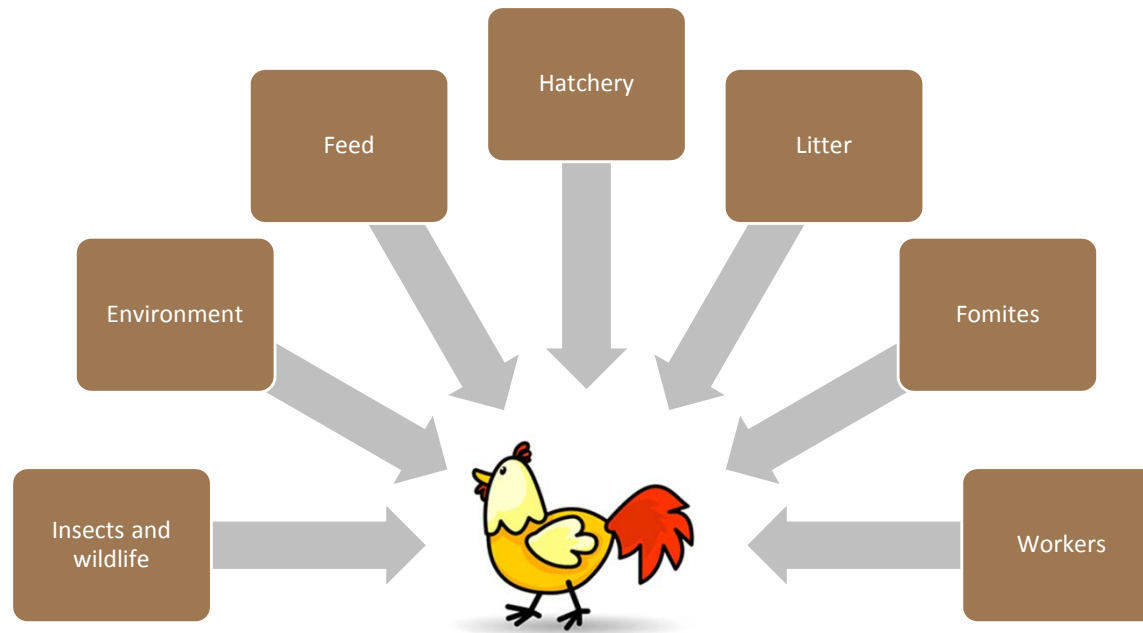 Hatchery
Feed
Litter
Environment
Fomites
Insects and
wildlife
Workers